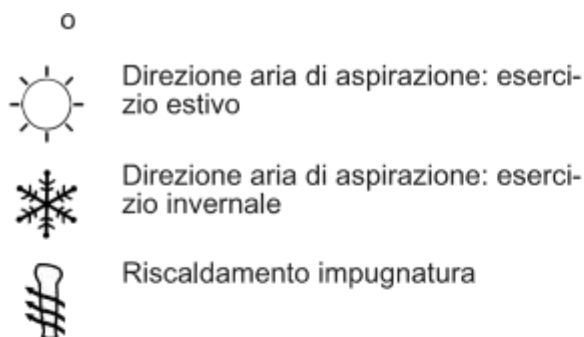 o
Direzione aria di aspirazione: eserci-
zio estivo
Direzione aria di aspirazione: eserci-
zio invernale
Riscaldamento impugnatura